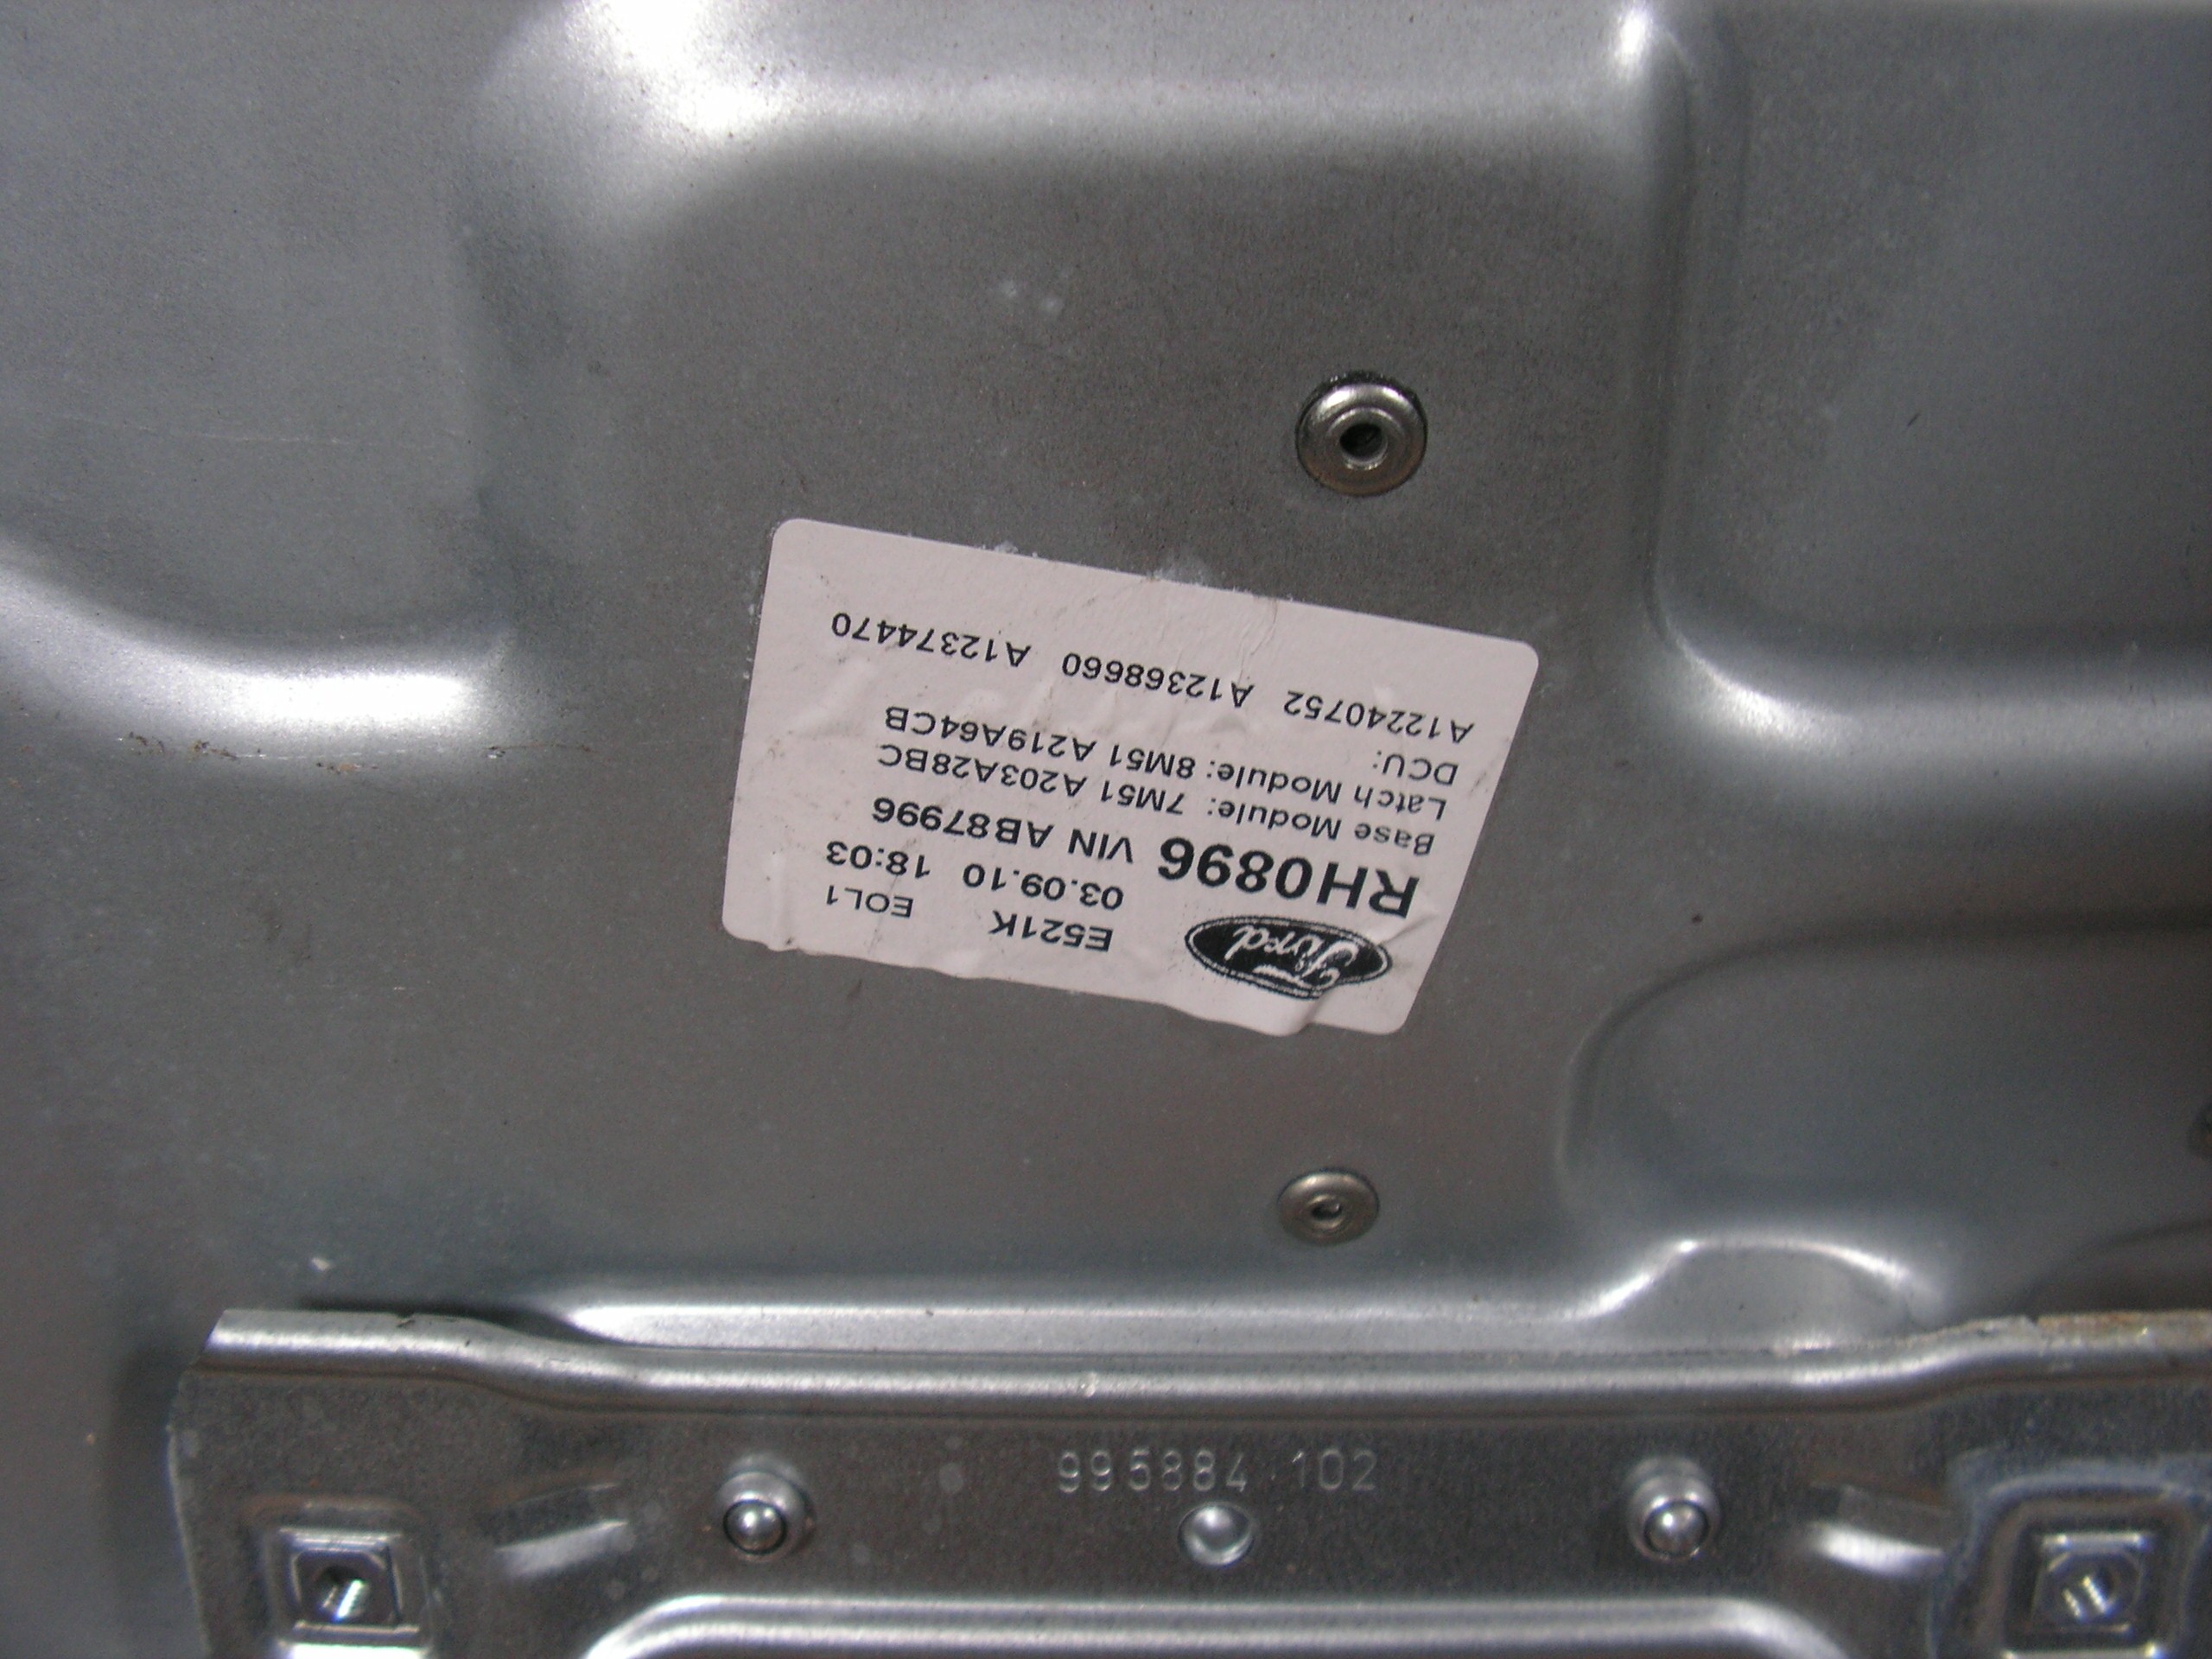 Ford
E521K EOL1
03.09.10 18:03
RH0896 VIN AB87996
Base Module: 7M51 A203A28BC
Latch Module: 8M51 A219A64CB
DCU:
A12240752 A12368660 A12374470
995884 102